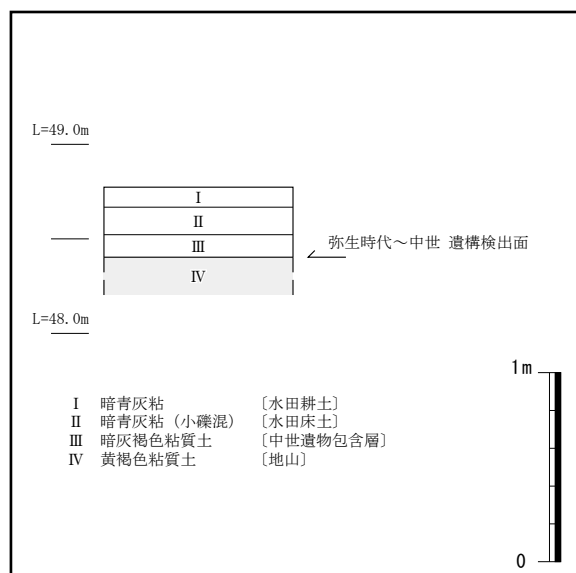 L=49.0m
Ⅰ
Ⅱ
Ⅲ
弥生時代～中世 遺構検出面
Ⅳ
L=48.0m
1m
Ⅰ 暗青灰粘 〔水田耕土〕
Ⅱ 暗青灰粘（小礫混） 〔水田床土〕
Ⅲ 暗灰褐色粘質土 〔中世遺物包含層〕
Ⅳ 黄褐色粘質土 〔地山〕
0